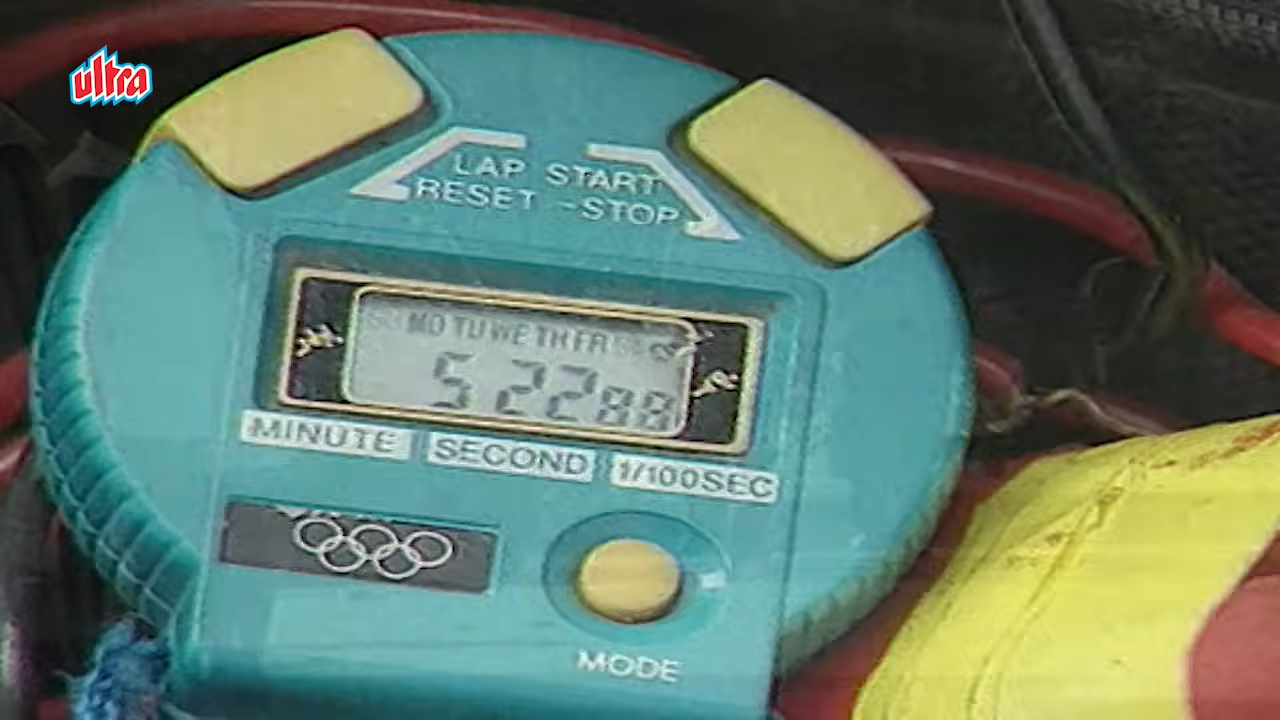 ultra
LAP START
RESET -STOP
MO TU WE TH FR
5 22 88
MINUTE SECOND 1/100SEC
MODE